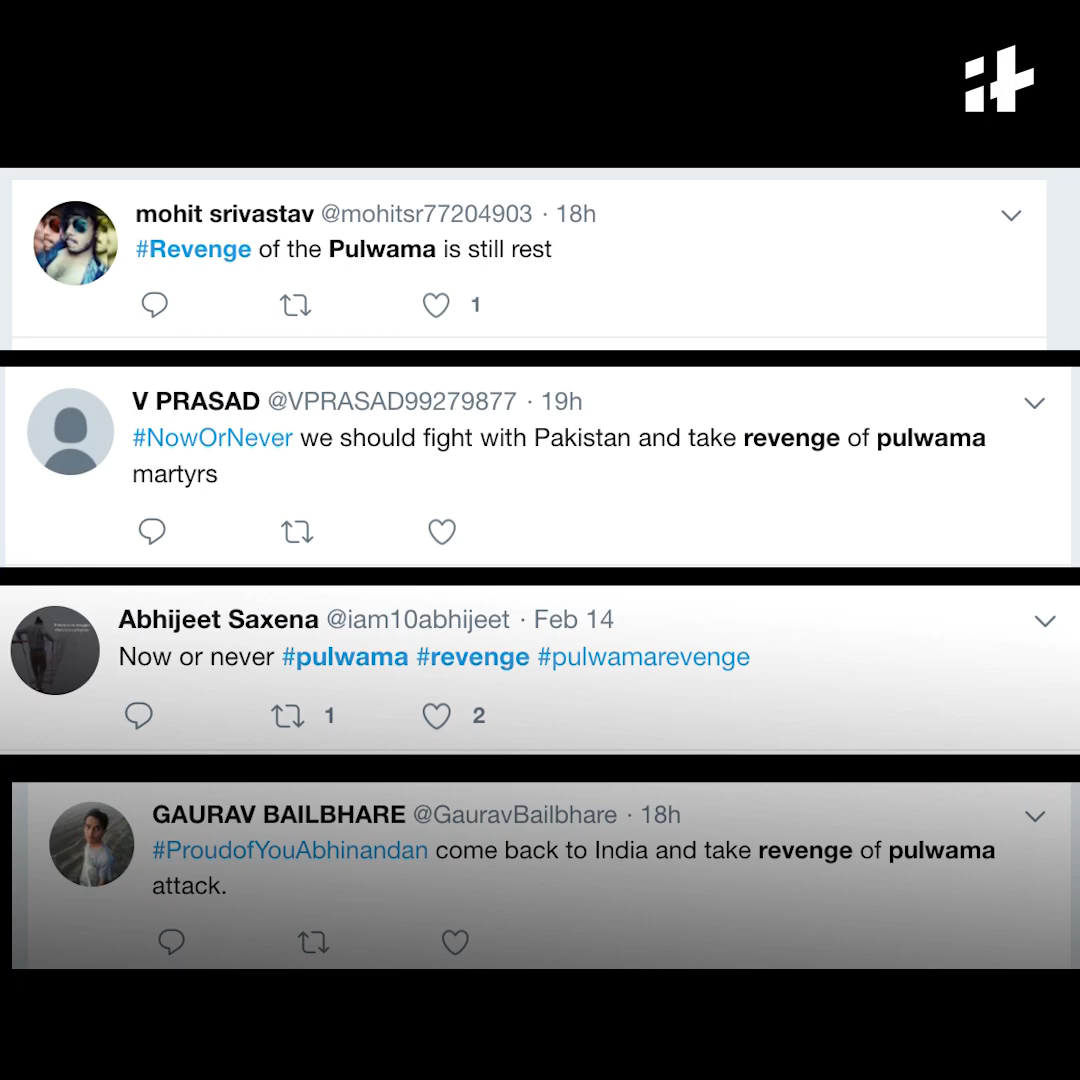 it
mohit srivastav @mohitsr77204903 · 18h
#Revenge of the Pulwama is still rest
1
V PRASAD @VPRASAD99279877 · 19h
#NowOrNever we should fight with Pakistan and take revenge of pulwama
martyrs
Abhijeet Saxena @iam10abhijeet · Feb 14
Now or never #pulwama #revenge #pulwamarevenge
1 2
GAURAV BAILBHARE @GauravBailbhare · 18h
#ProudofYouAbhinandan come back to India and take revenge of pulwama
attack.